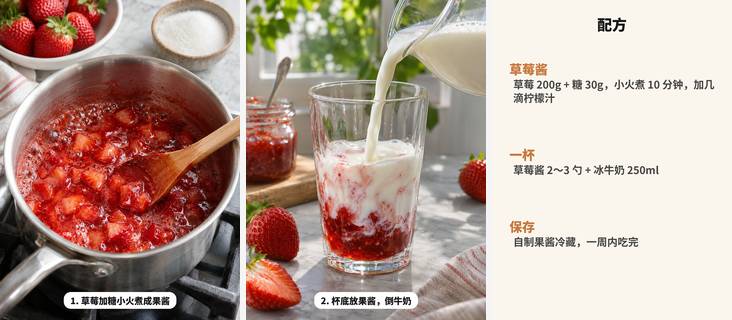 1. 草莓加糖小火煮成果酱
2. 杯底放果酱，倒牛奶
配方
草莓酱
草莓 200g + 糖 30g，小火煮 10 分钟，加几
滴柠檬汁
一杯
草莓酱 2～3 勺 + 冰牛奶 250ml
保存
自制果酱冷藏，一周内吃完